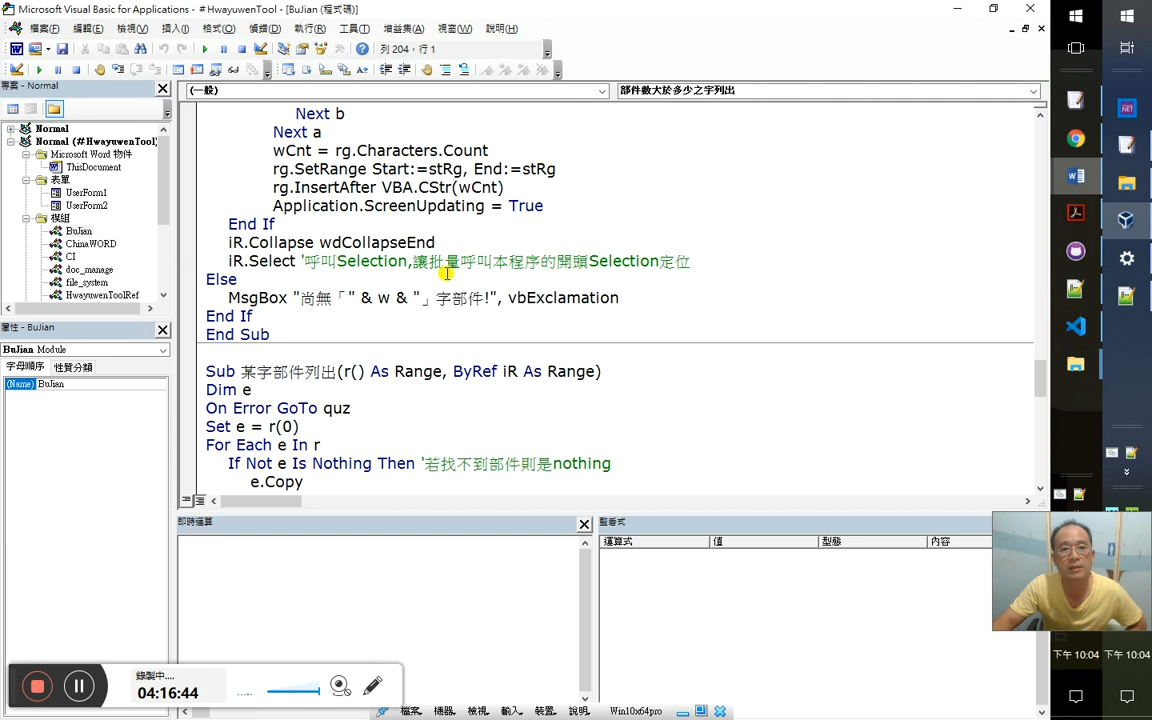 Microsoft Visual Basic for Applications - #HwayuwenTool - [BuJian (程式碼)]
檔案(F) 編輯(E) 檢視(V) 插入(I) 格式(O) 偵錯(D) 執行(R) 工具(T) 增益集(A) 視窗(W) 說明(H)
列 204，行 1
專案 - Normal
Normal
Normal (#HwayuwenTool)
Microsoft Word 物件
ThisDocument
表單
UserForm1
UserForm2
模組
BuJian
ChinaWORD
CI
doc_manage
file_system
HwayuwenToolRef
屬性 - BuJian
BuJian Module
字母順序 性質分類
(Name) BuJian
(一般)
部件數大於多少之字列出
Next b
Next a
wCnt = rg.Characters.Count
rg.SetRange Start:=stRg, End:=stRg
rg.InsertAfter VBA.CStr(wCnt)
Application.ScreenUpdating = True
End If
iR.Collapse wdCollapseEnd
iR.Select '呼叫Selection,讓批量呼叫本程序的開頭Selection定位
Else
MsgBox "尚無「" & w & "」字部件!", vbExclamation
End If
End Sub
Sub 某字部件列出(r() As Range, ByRef iR As Range)
Dim e
On Error GoTo quz
Set e = r(0)
For Each e In r
If Not e Is Nothing Then '若找不到部件則是nothing
e.Copy
即時運算
監看式
運算式 值 型態 內容
錄製中....
04:16:44
檔案 機器 檢視 輸入 裝置 說明 Win10x64pro
.NET
下午 10:04 下午 10:04